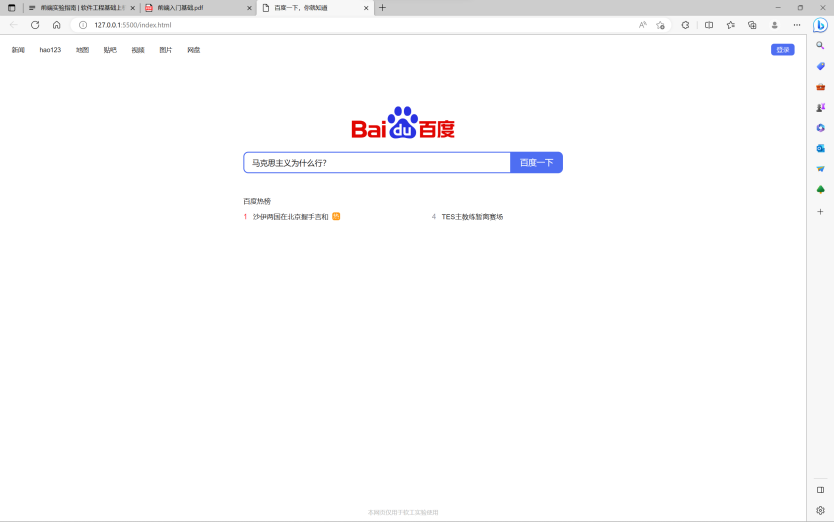 前端实验指南 | 软件工程基础上
前端入门基础.pdf
百度一下，你就知道
127.0.0.1:5500/index.html
新闻 hao123 地图 贴吧 视频 图片 网盘 登录
Bai du 百度
马克思主义为什么行? 百度一下
百度热榜
1 沙伊两国在北京握手言和 热 4 TES主教练暂离赛场
本网页仅用于软工实验使用